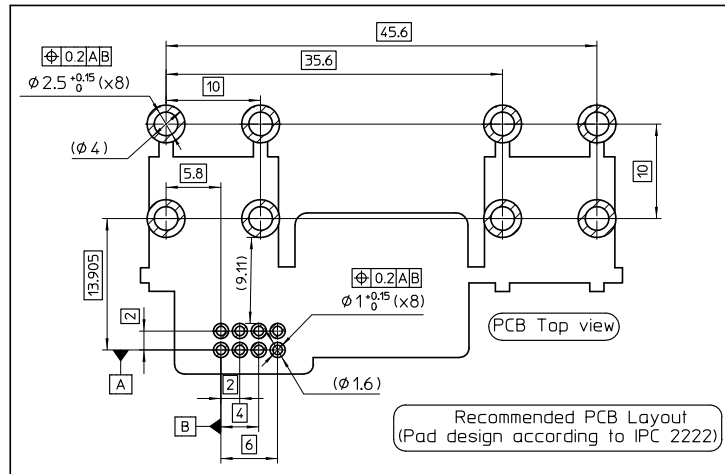 45.6
⌖ 0.2 A B
35.6
Ø 2.5 +0.15 0 (x8)
10
(Ø 4)
5.8
10
13.905
(9.11)
⌖ 0.2 A B
Ø 1 +0.15 0 (x8)
2
PCB Top view
A
2
(Ø 1.6)
4
B
6
Recommended PCB Layout
(Pad design according to IPC 2222)